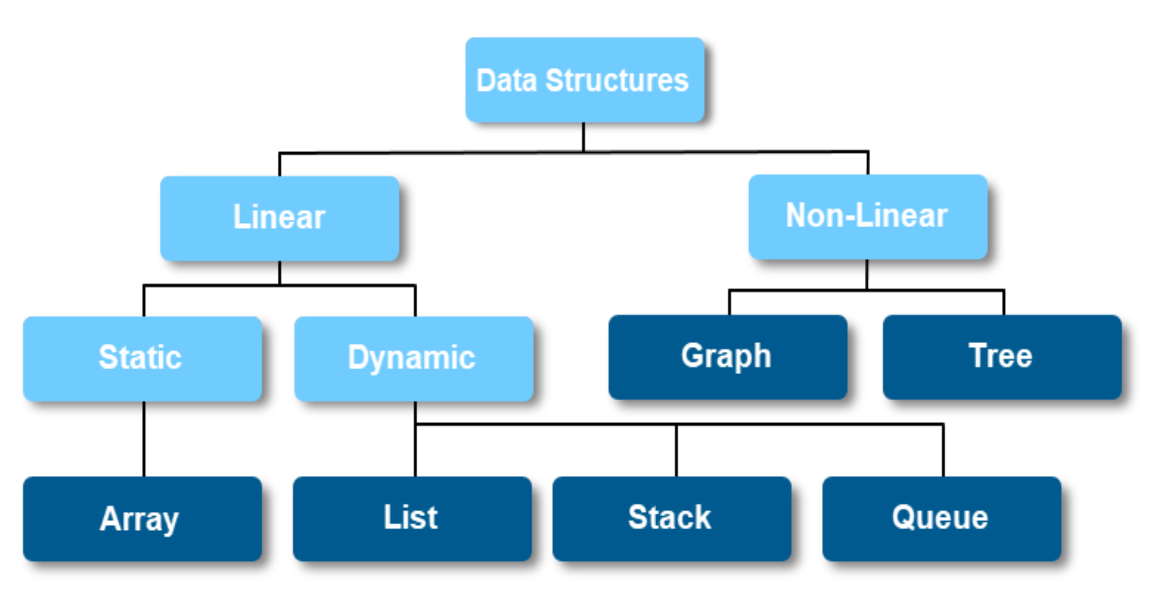 Data Structures
Linear
Non-Linear
Static
Dynamic
Graph
Tree
Array
List
Stack
Queue